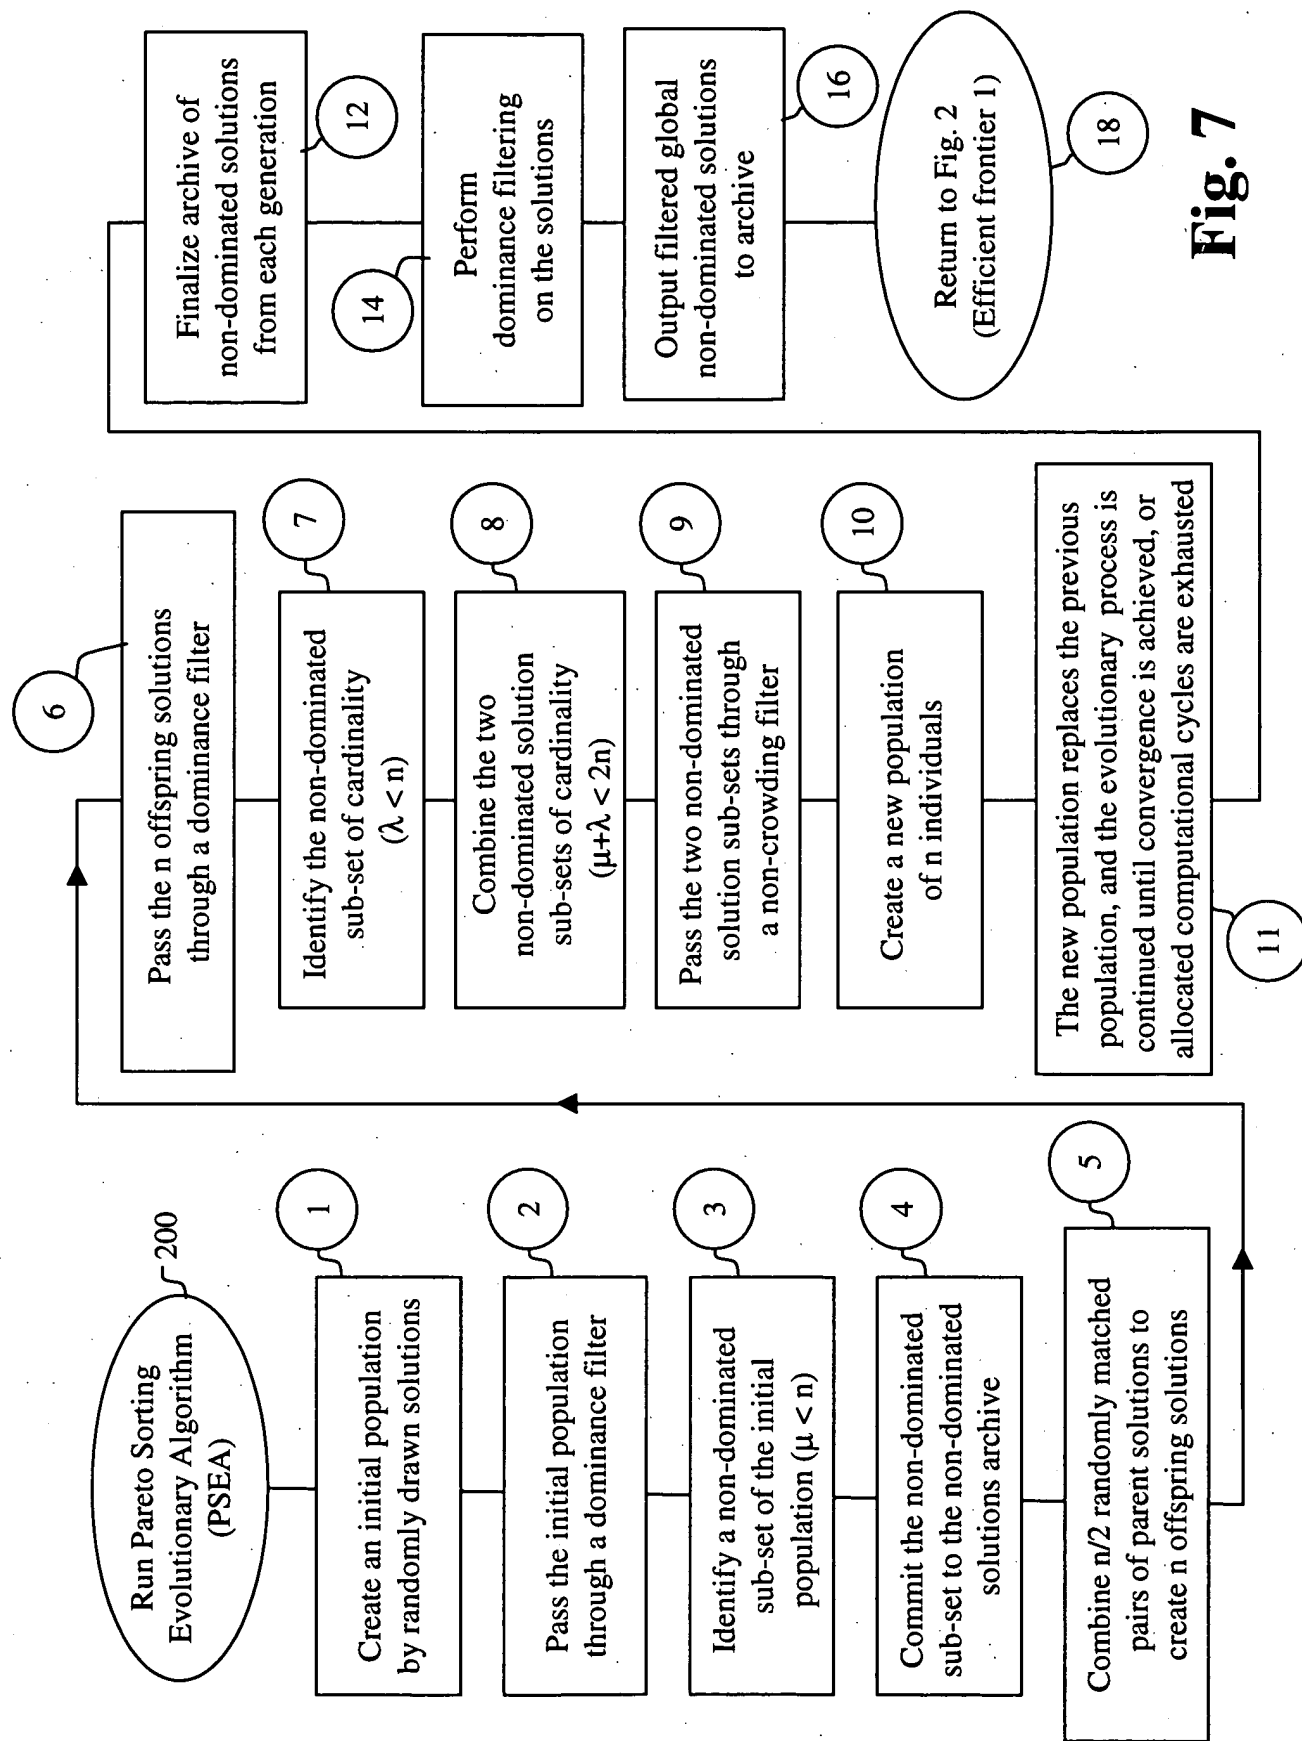 Run Pareto Sorting
Evolutionary Algorithm
(PSEA)
200
Create an initial population
by randomly drawn solutions
1
Pass the initial population
through a dominance filter
2
Identify a non-dominated
sub-set of the initial
population (μ < n)
3
Commit the non-dominated
sub-set to the non-dominated
solutions archive
4
Combine n/2 randomly matched
pairs of parent solutions to
create n offspring solutions
5
Pass the n offspring solutions
through a dominance filter
6
Identify the non-dominated
sub-set of cardinality
(λ < n)
7
Combine the two
non-dominated solution
sub-sets of cardinality
(μ+λ < 2n)
8
Pass the two non-dominated
solution sub-sets through
a non-crowding filter
9
Create a new population
of n individuals
10
The new population replaces the previous
population, and the evolutionary process is
continued until convergence is achieved, or
allocated computational cycles are exhausted
11
Finalize archive of
non-dominated solutions
from each generation
12
Perform
dominance filtering
on the solutions
14
Output filtered global
non-dominated solutions
to archive
16
Return to Fig. 2
(Efficient frontier 1)
18
Fig. 7